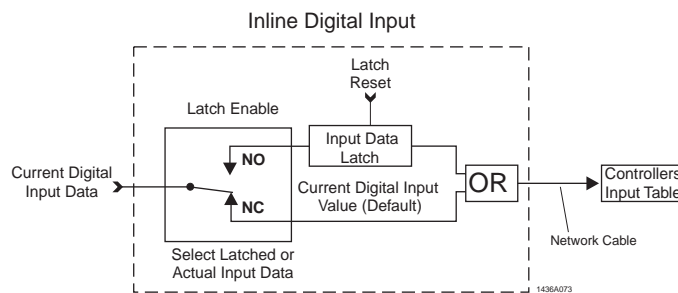 Inline Digital Input
Latch
Reset
Latch Enable
Input Data
Latch
NO
Current Digital
Input Data
Current Digital Input
Value (Default)
OR
Controllers
Input Table
NC
Network Cable
Select Latched or
Actual Input Data
1436A073